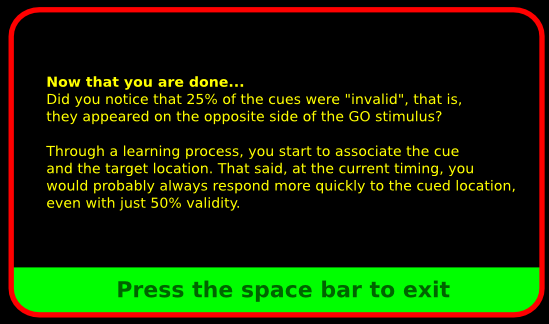 Now that you are done...
Did you notice that 25% of the cues were "invalid", that is,
they appeared on the opposite side of the GO stimulus?
Through a learning process, you start to associate the cue
and the target location. That said, at the current timing, you
would probably always respond more quickly to the cued location,
even with just 50% validity.
Press the space bar to exit